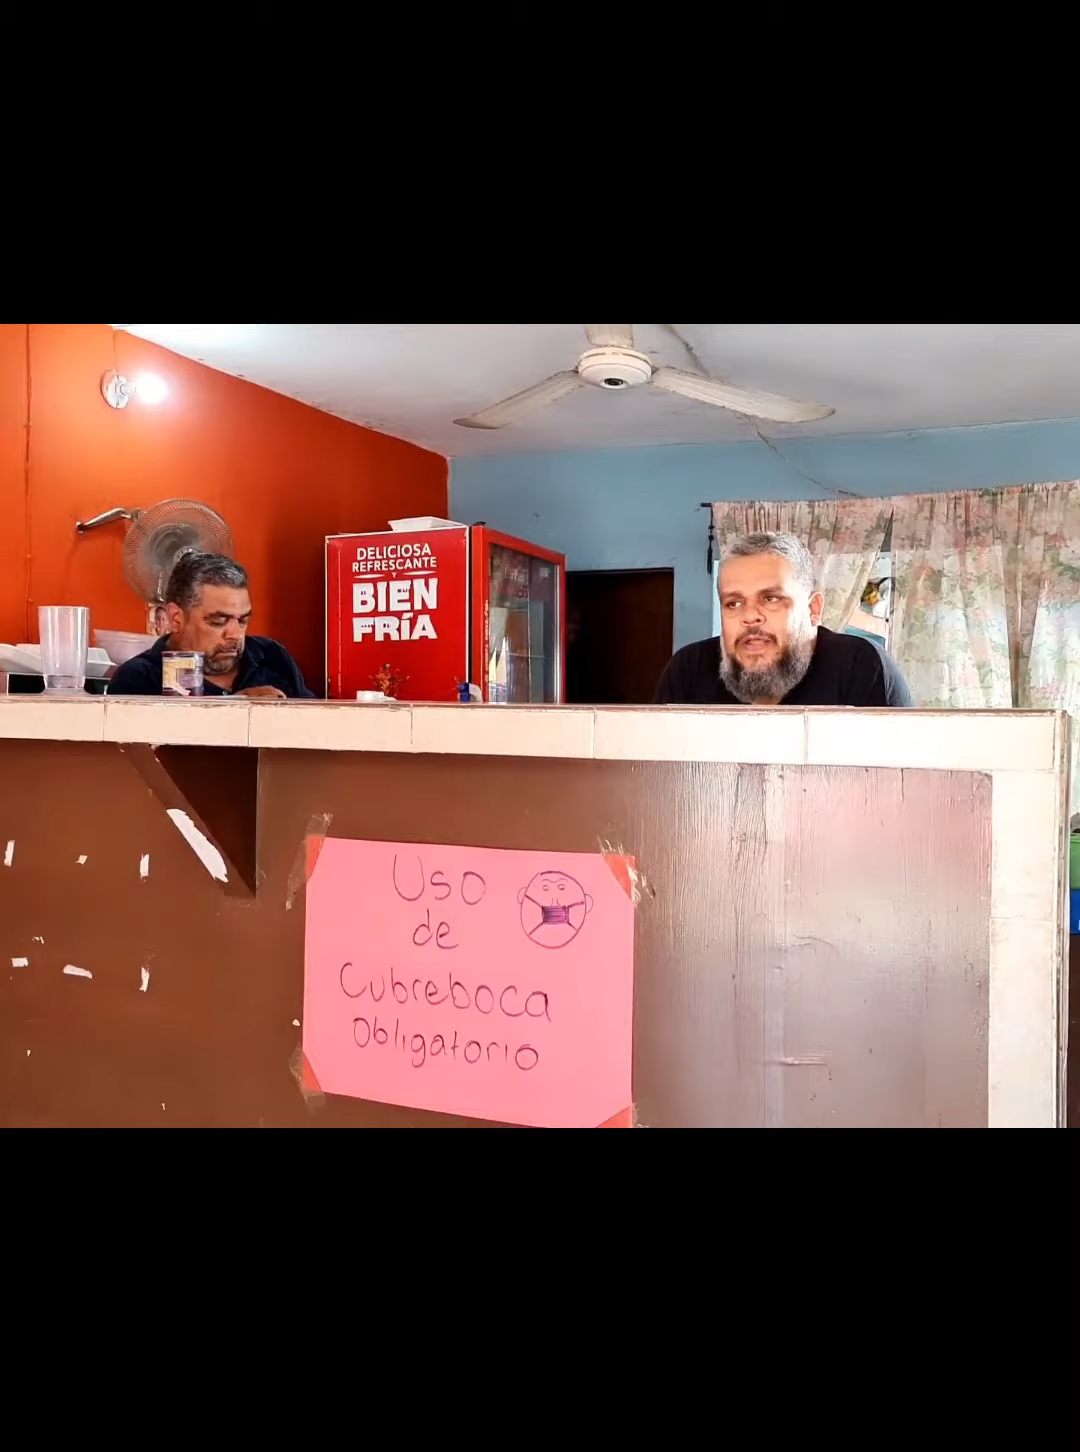 DELICIOSA
REFRESCANTE
Y
BIEN
FRÍA
Uso
de
Cubreboca
Obligatorio